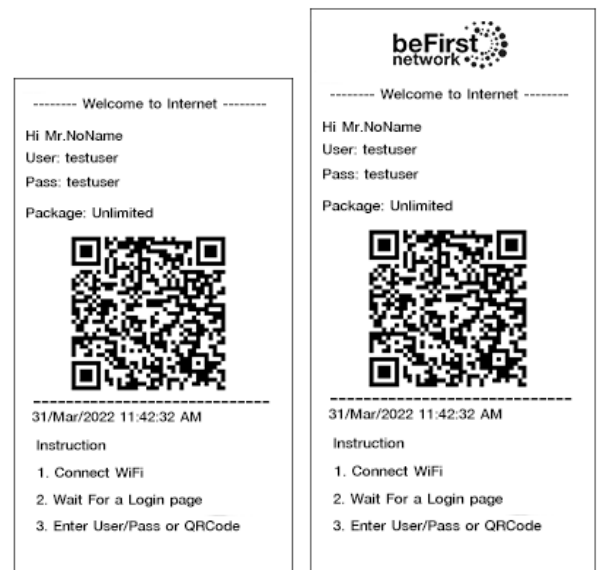 -------- Welcome to Internet --------
Hi Mr.NoName
User: testuser
Pass: testuser
Package: Unlimited
------------------------------
31/Mar/2022 11:42:32 AM
Instruction
1. Connect WiFi
2. Wait For a Login page
3. Enter User/Pass or QRCode
beFirst
network
-------- Welcome to Internet --------
Hi Mr.NoName
User: testuser
Pass: testuser
Package: Unlimited
------------------------------
31/Mar/2022 11:42:32 AM
Instruction
1. Connect WiFi
2. Wait For a Login page
3. Enter User/Pass or QRCode